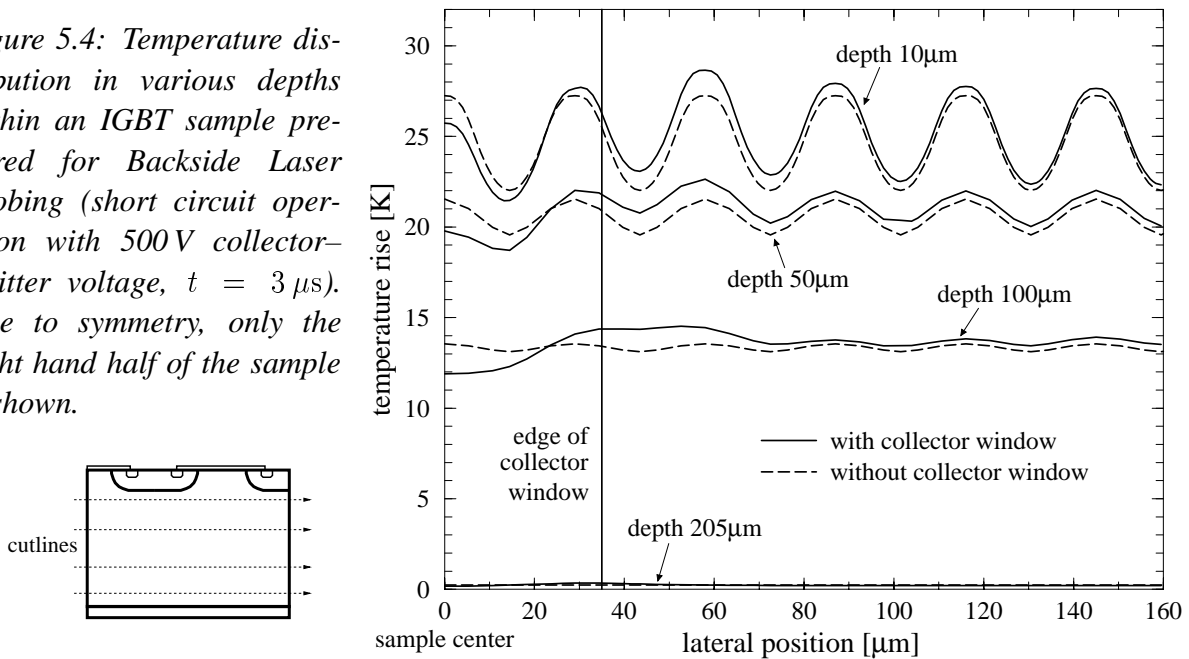 gure 5.4: Temperature dis-
bution in various depths
thin an IGBT sample pre-
red for Backside Laser
obing (short circuit oper-
on with 500 V collector–
itter voltage, t = 3 μs).
e to symmetry, only the
ht hand half of the sample
shown.
cutlines
temperature rise [K]
30
25
20
15
10
5
0
depth 10μm
depth 50μm
depth 100μm
edge of
collector
window
with collector window
without collector window
depth 205μm
0 20 40 60 80 100 120 140 160
sample center
lateral position [μm]